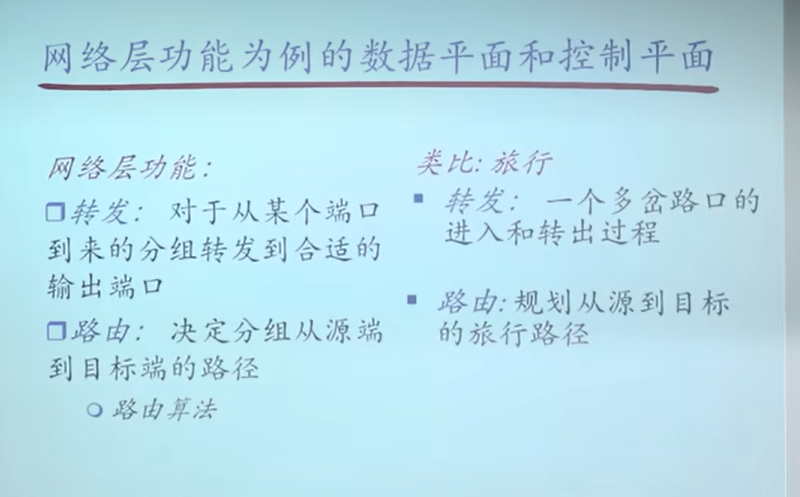 网络层功能为例的数据平面和控制平面
网络层功能：
转发： 对于从某个端口
到来的分组转发到合适的
输出端口
路由： 决定分组从源端
到目标端的路径
路由算法
类比: 旅行
转发： 一个多岔路口的
进入和转出过程
路由: 规划从源到目标
的旅行路径